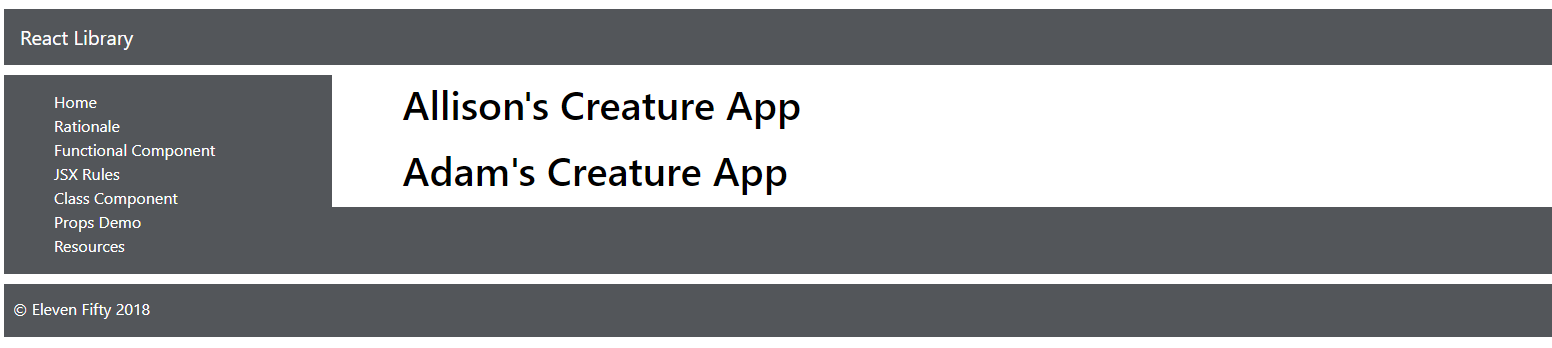 React Library
Home
Rationale
Functional Component
JSX Rules
Class Component
Props Demo
Resources
Allison's Creature App
Adam's Creature App
© Eleven Fifty 2018